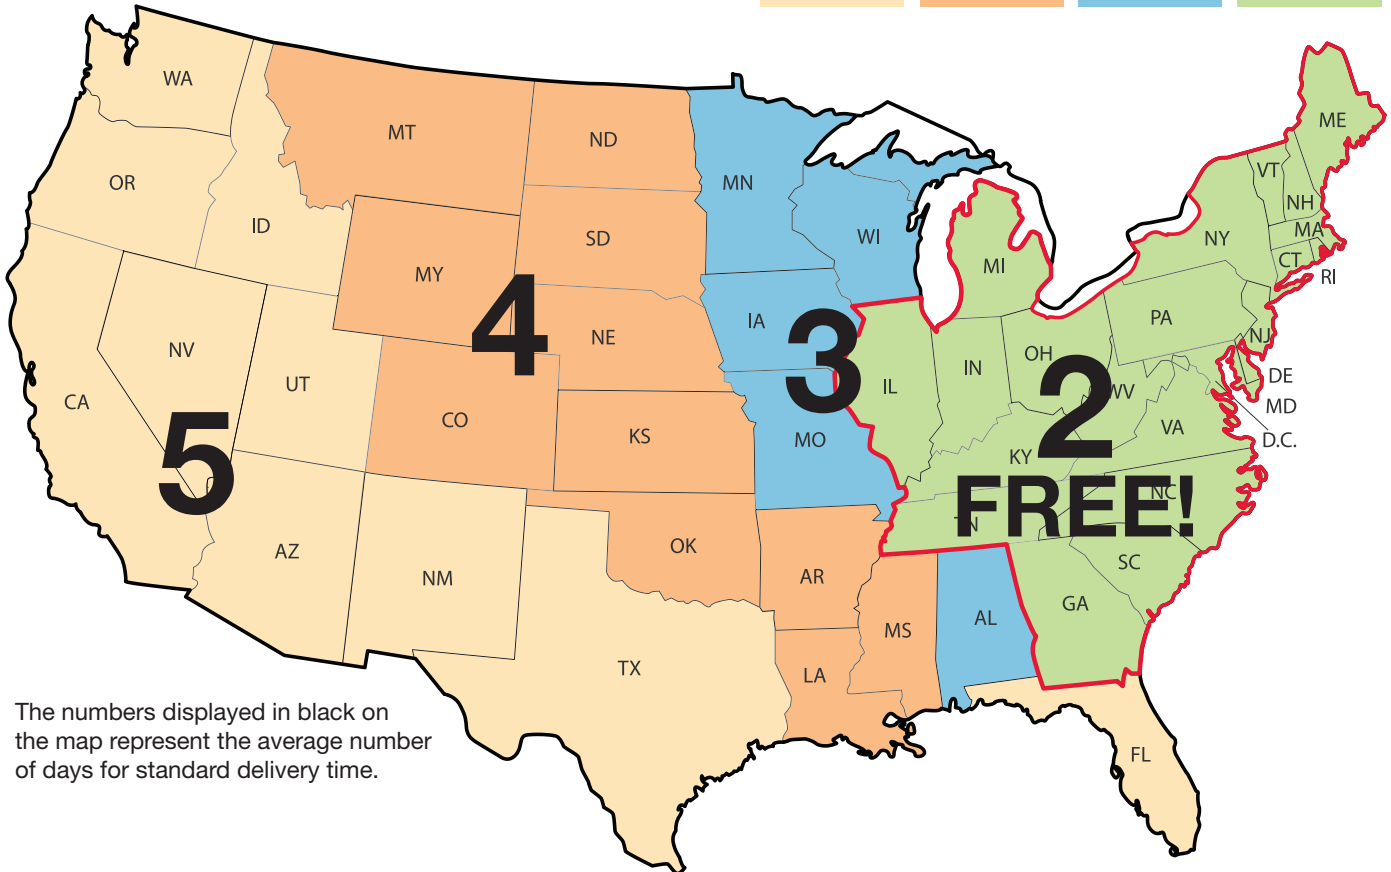 WA
MT
ND
MN
ME
VT
NH
OR
ID
SD
WI
MI
NY
MA
CT
RI
MY
4
NE
IA
3
PA
NJ
NV
UT
CA
CO
KS
MO
IL
IN
OH
2
WV
DE
MD
VA
D.C.
KY
5
FREE!
NC
TN
AZ
NM
OK
AR
MS
AL
GA
SC
TX
LA
FL
The numbers displayed in black on
the map represent the average number
of days for standard delivery time.